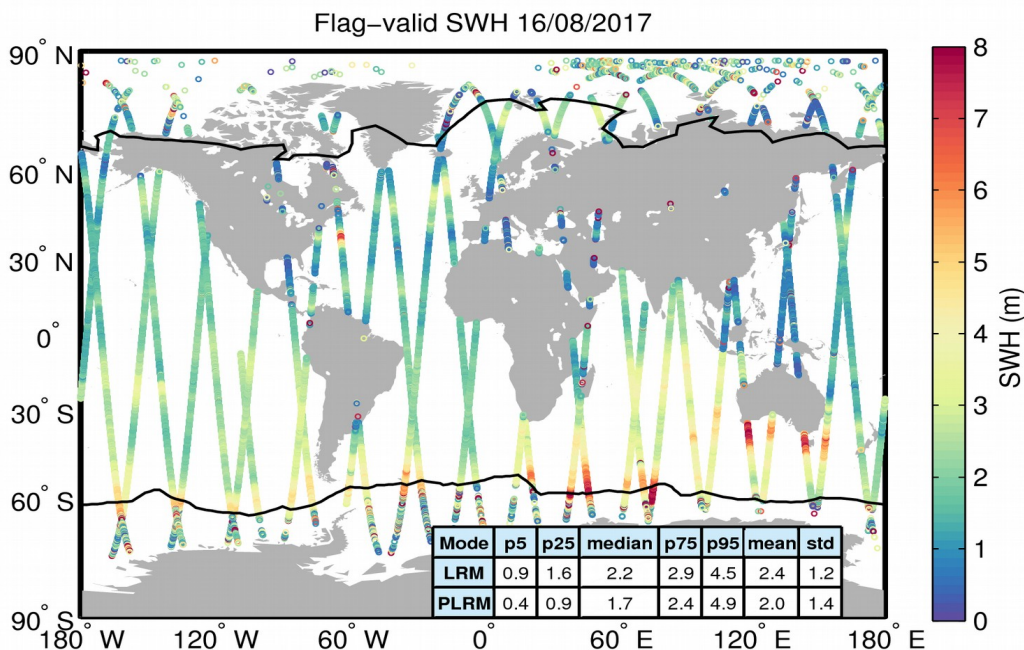 Flag−valid SWH 16/08/2017
90° N
60° N
30° N
0°
30° S
60° S
90° S
180° W 120° W 60° W 0° 60° E 120° E 180° E
Mode p5 p25 median p75 p95 mean std
LRM 0.9 1.6 2.2 2.9 4.5 2.4 1.2
PLRM 0.4 0.9 1.7 2.4 4.9 2.0 1.4
8
7
6
5
4
3
2
1
0
SWH (m)